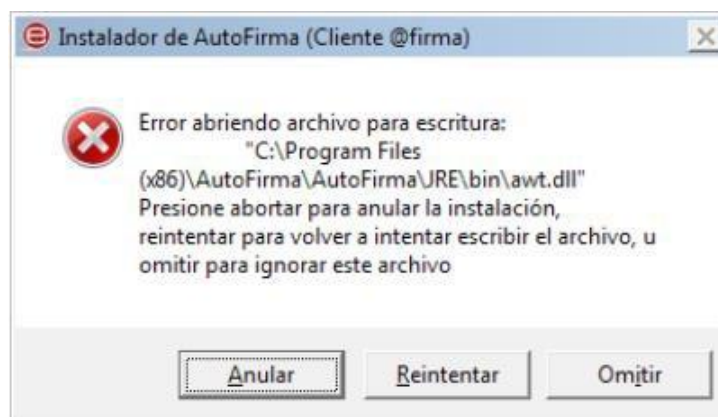 Instalador de AutoFirma (Cliente @firma)
Error abriendo archivo para escritura:
"C:\Program Files
(x86)\AutoFirma\AutoFirma\JRE\bin\awt.dll"
Presione abortar para anular la instalación,
reintentar para volver a intentar escribir el archivo, u
omitir para ignorar este archivo
Anular
Reintentar
Omitir